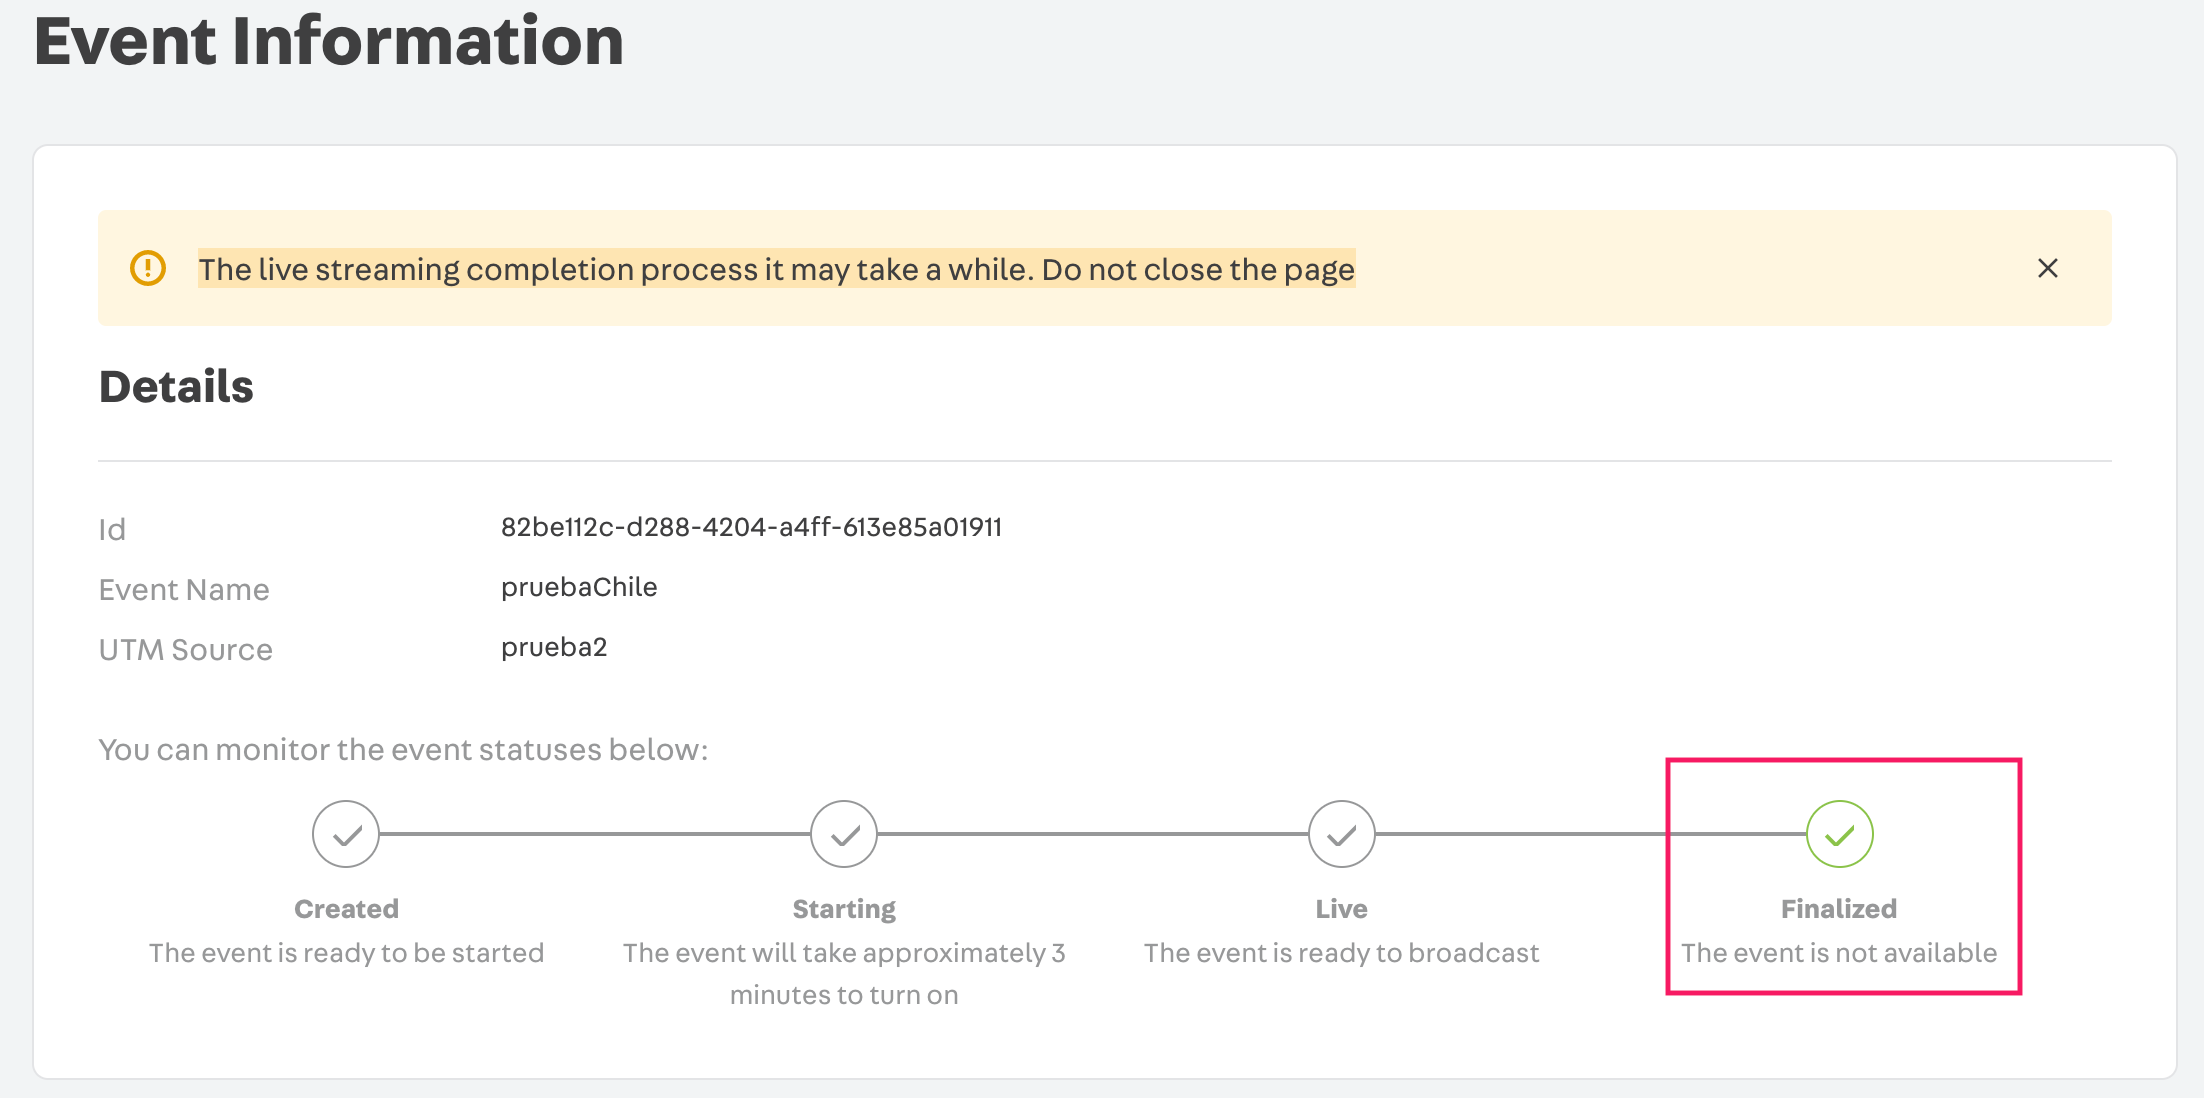 Event Information
The live streaming completion process it may take a while. Do not close the page
Details
Id 82be112c-d288-4204-a4ff-613e85a01911
Event Name pruebaChile
UTM Source prueba2
You can monitor the event statuses below:
Created
The event is ready to be started
Starting
The event will take approximately 3
minutes to turn on
Live
The event is ready to broadcast
Finalized
The event is not available